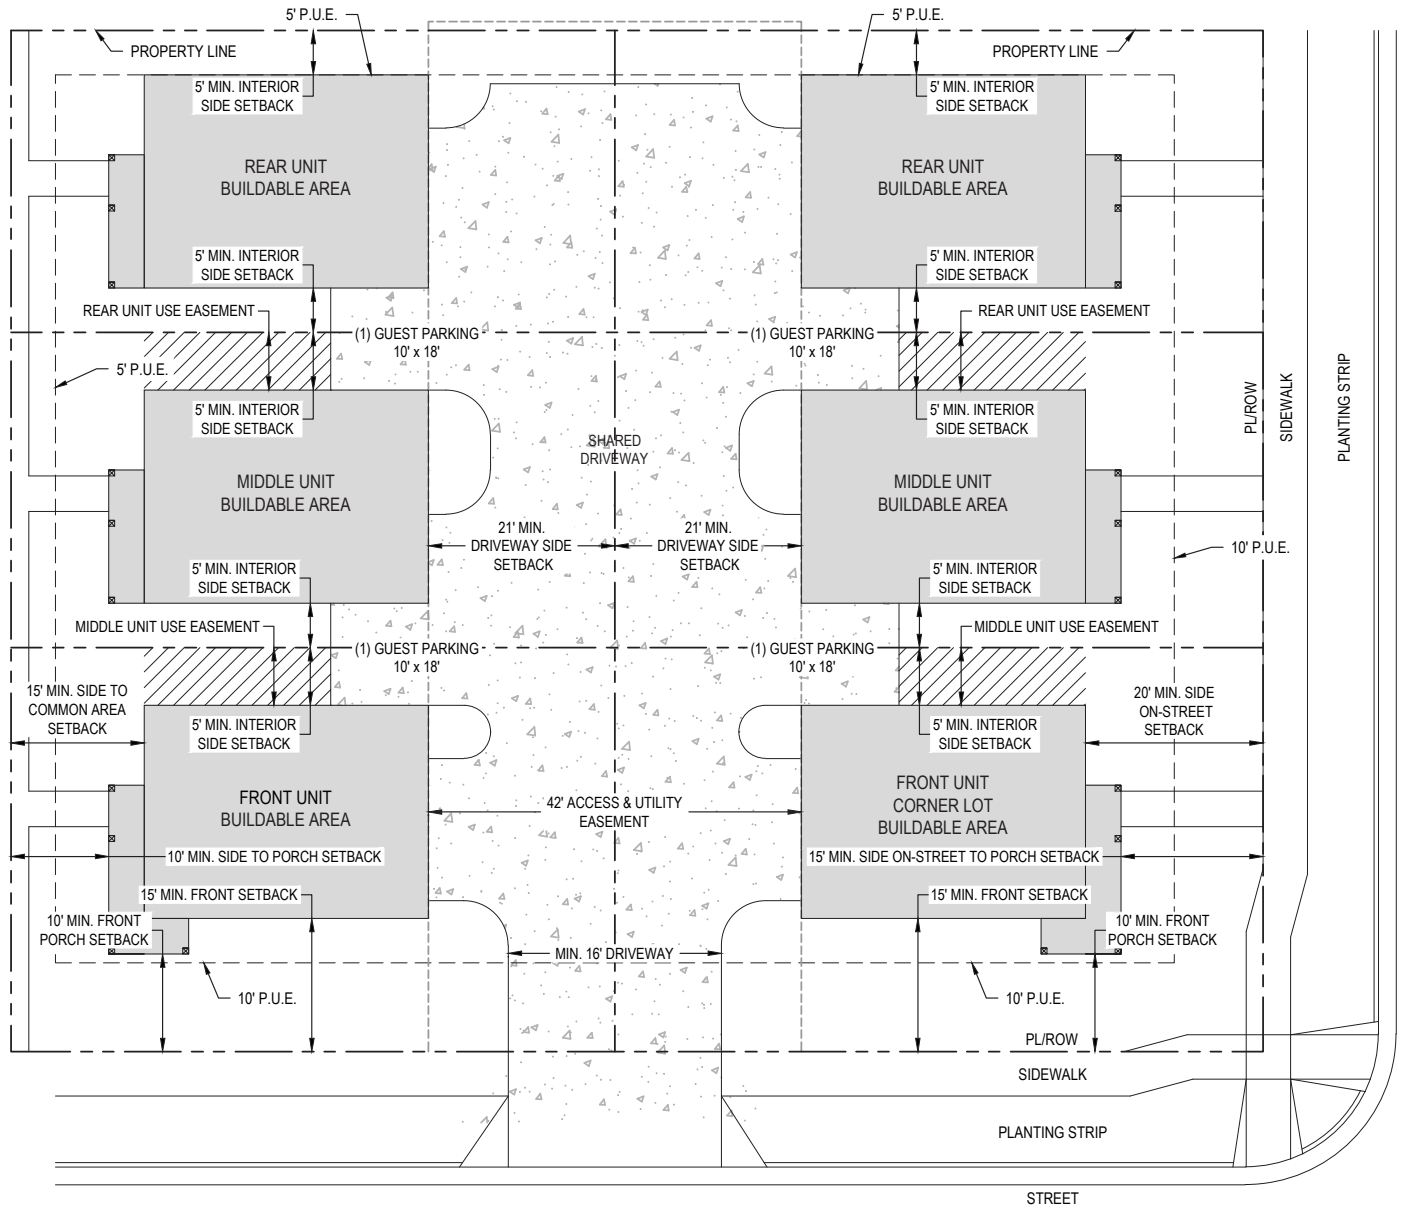 5' P.U.E.
5' P.U.E.
PROPERTY LINE
PROPERTY LINE
5' MIN. INTERIOR
SIDE SETBACK
5' MIN. INTERIOR
SIDE SETBACK
REAR UNIT
BUILDABLE AREA
REAR UNIT
BUILDABLE AREA
5' MIN. INTERIOR
SIDE SETBACK
5' MIN. INTERIOR
SIDE SETBACK
REAR UNIT USE EASEMENT
REAR UNIT USE EASEMENT
(1) GUEST PARKING
10' x 18'
(1) GUEST PARKING
10' x 18'
5' P.U.E.
5' MIN. INTERIOR
SIDE SETBACK
5' MIN. INTERIOR
SIDE SETBACK
PL/ROW
SIDEWALK
PLANTING STRIP
SHARED
DRIVEWAY
MIDDLE UNIT
BUILDABLE AREA
MIDDLE UNIT
BUILDABLE AREA
21' MIN.
DRIVEWAY SIDE
SETBACK
21' MIN.
DRIVEWAY SIDE
SETBACK
10' P.U.E.
5' MIN. INTERIOR
SIDE SETBACK
5' MIN. INTERIOR
SIDE SETBACK
MIDDLE UNIT USE EASEMENT
MIDDLE UNIT USE EASEMENT
(1) GUEST PARKING
10' x 18'
(1) GUEST PARKING
10' x 18'
15' MIN. SIDE TO
COMMON AREA
SETBACK
20' MIN. SIDE
ON-STREET
SETBACK
5' MIN. INTERIOR
SIDE SETBACK
5' MIN. INTERIOR
SIDE SETBACK
FRONT UNIT
BUILDABLE AREA
42' ACCESS & UTILITY
EASEMENT
FRONT UNIT
CORNER LOT
BUILDABLE AREA
10' MIN. SIDE TO PORCH SETBACK
15' MIN. SIDE ON-STREET TO PORCH SETBACK
15' MIN. FRONT SETBACK
15' MIN. FRONT SETBACK
10' MIN. FRONT
PORCH SETBACK
10' MIN. FRONT
PORCH SETBACK
MIN. 16' DRIVEWAY
10' P.U.E.
10' P.U.E.
PL/ROW
SIDEWALK
PLANTING STRIP
STREET